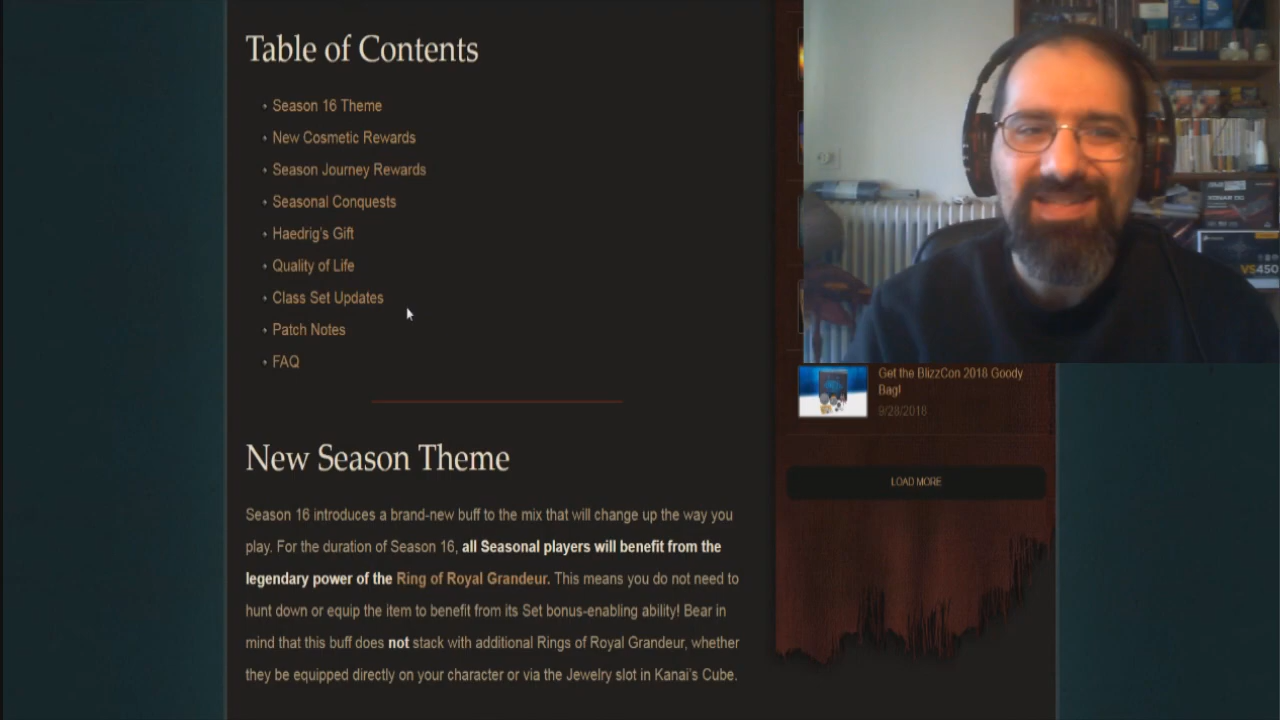 Table of Contents
Season 16 Theme
New Cosmetic Rewards
Season Journey Rewards
Seasonal Conquests
Haedrig's Gift
Quality of Life
Class Set Updates
Patch Notes
FAQ
New Season Theme
Season 16 introduces a brand-new buff to the mix that will change up the way you
play. For the duration of Season 16, all Seasonal players will benefit from the
legendary power of the Ring of Royal Grandeur. This means you do not need to
hunt down or equip the item to benefit from its Set bonus-enabling ability! Bear in
mind that this buff does not stack with additional Rings of Royal Grandeur, whether
they be equipped directly on your character or via the Jewelry slot in Kanai's Cube.
VS450
Get the BlizzCon 2018 Goody
Bag!
9/28/2018
LOAD MORE